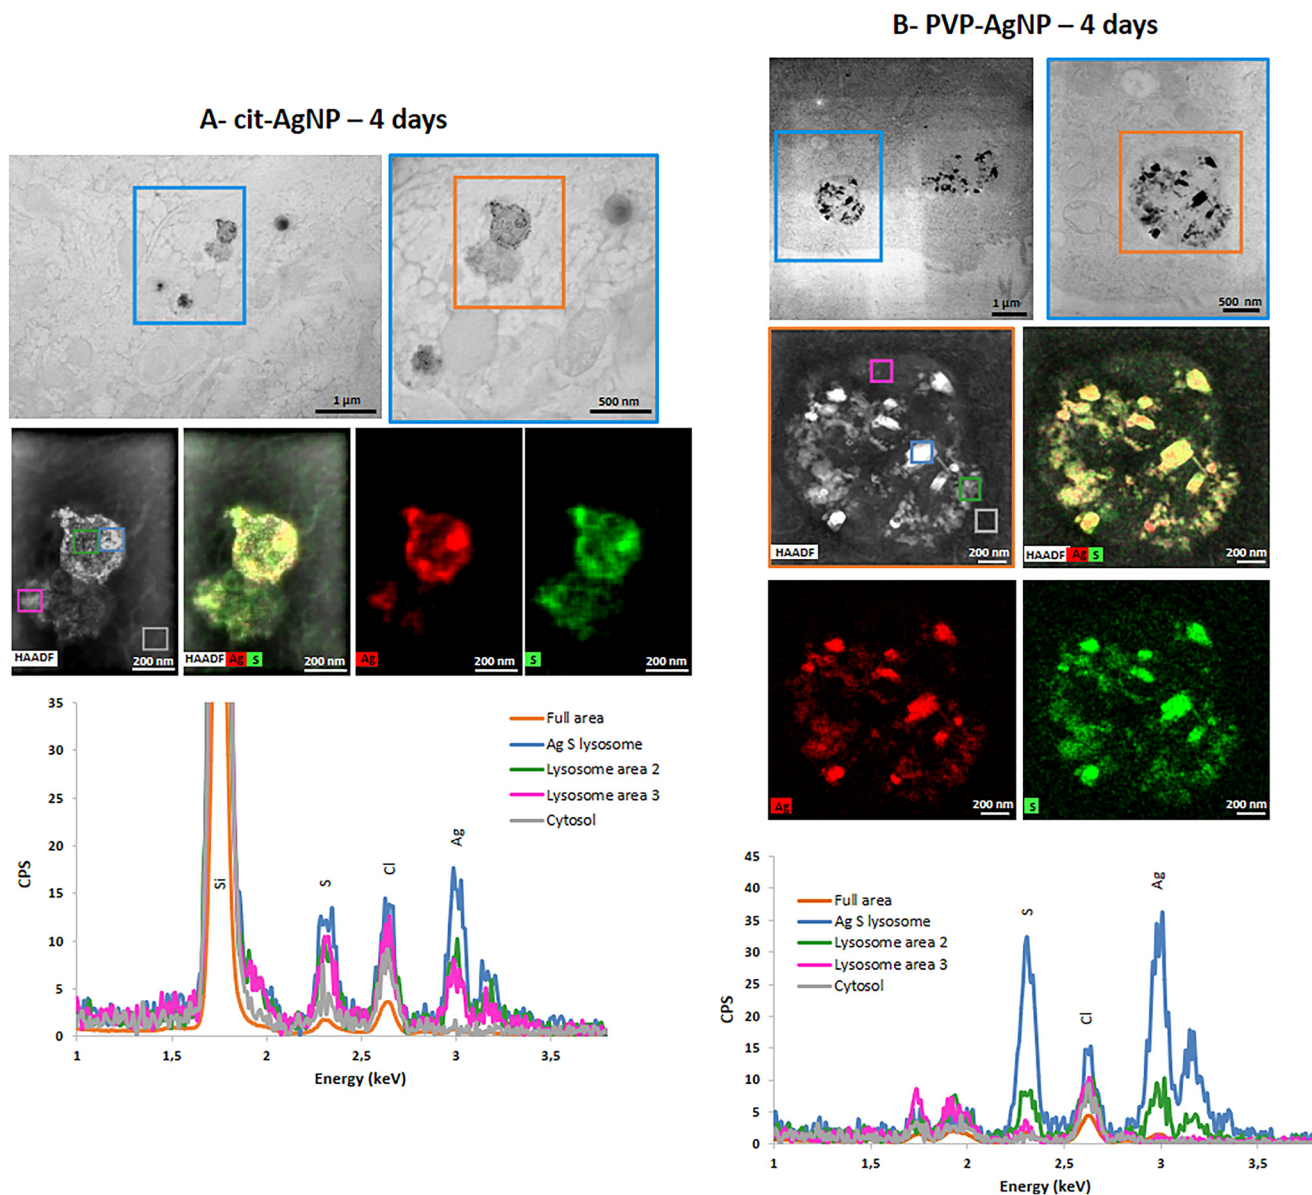 A- cit-AgNP – 4 days
1 µm
500 nm
HAADF
200 nm
HAADF Ag S
200 nm
Ag
200 nm
S
200 nm
35
30
25
20
15
10
5
0
CPS
Full area
Ag S lysosome
Lysosome area 2
Lysosome area 3
Cytosol
Si
S
Cl
Ag
1
1,5
2
2,5
3
3,5
Energy (keV)
B- PVP-AgNP – 4 days
1 µm
500 nm
HAADF
200 nm
HAADF Ag S
200 nm
Ag
200 nm
S
200 nm
45
40
35
30
25
20
15
10
5
0
CPS
Full area
Ag S lysosome
Lysosome area 2
Lysosome area 3
Cytosol
S
Cl
Ag
1
1,5
2
2,5
3
3,5
Energy (keV)